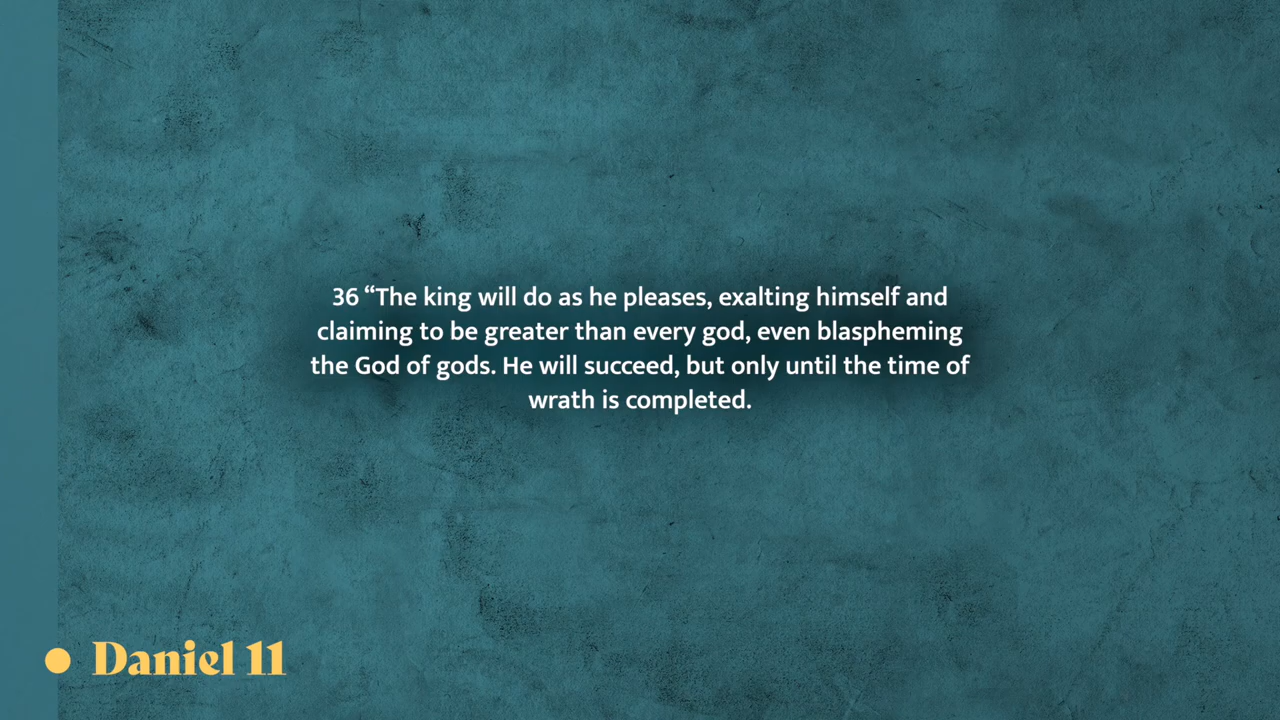 36 “The king will do as he pleases, exalting himself and
claiming to be greater than every god, even blaspheming
the God of gods. He will succeed, but only until the time of
wrath is completed.
Daniel 11